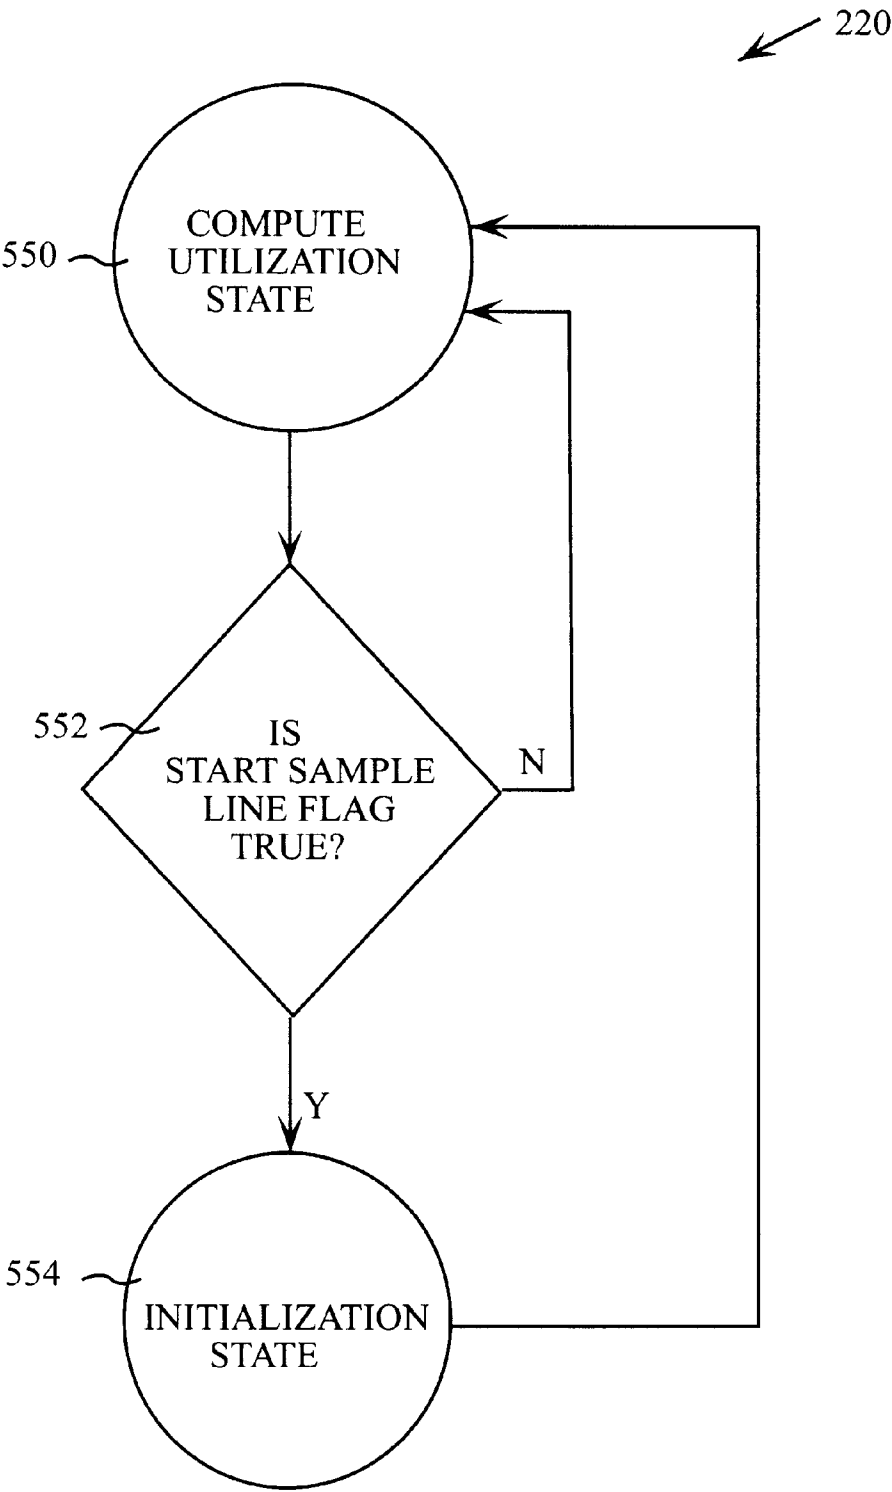 220
COMPUTE
UTILIZATION
STATE
550
552
IS
START SAMPLE
LINE FLAG
TRUE?
N
Y
554
INITIALIZATION
STATE